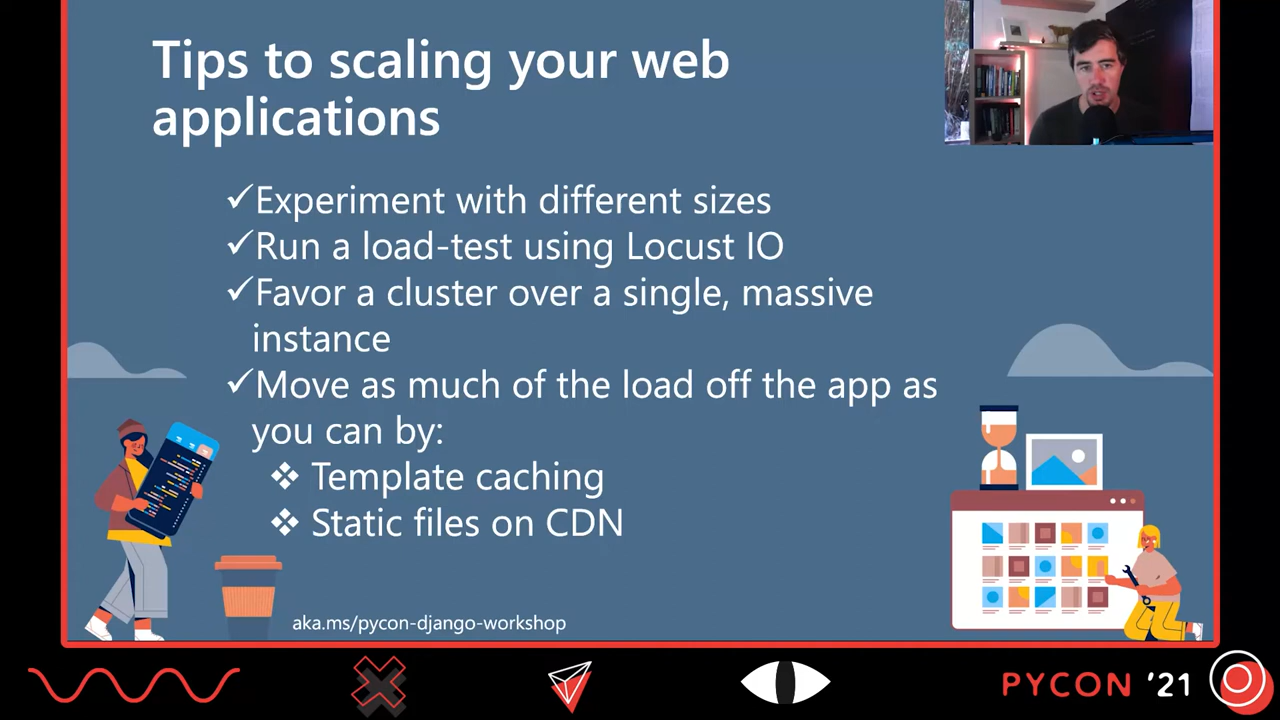 Tips to scaling your web
applications
✓Experiment with different sizes
✓Run a load-test using Locust IO
✓Favor a cluster over a single, massive
instance
✓Move as much of the load off the app as
you can by:
❖ Template caching
❖ Static files on CDN
aka.ms/pycon-django-workshop
PYCON '21